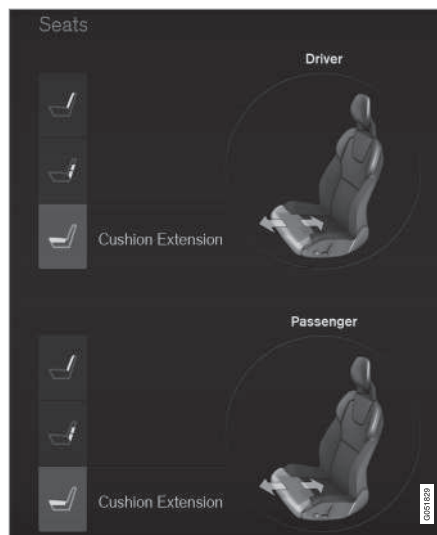 Seats
Driver
Cushion Extension
Passenger
Cushion Extension
G051829